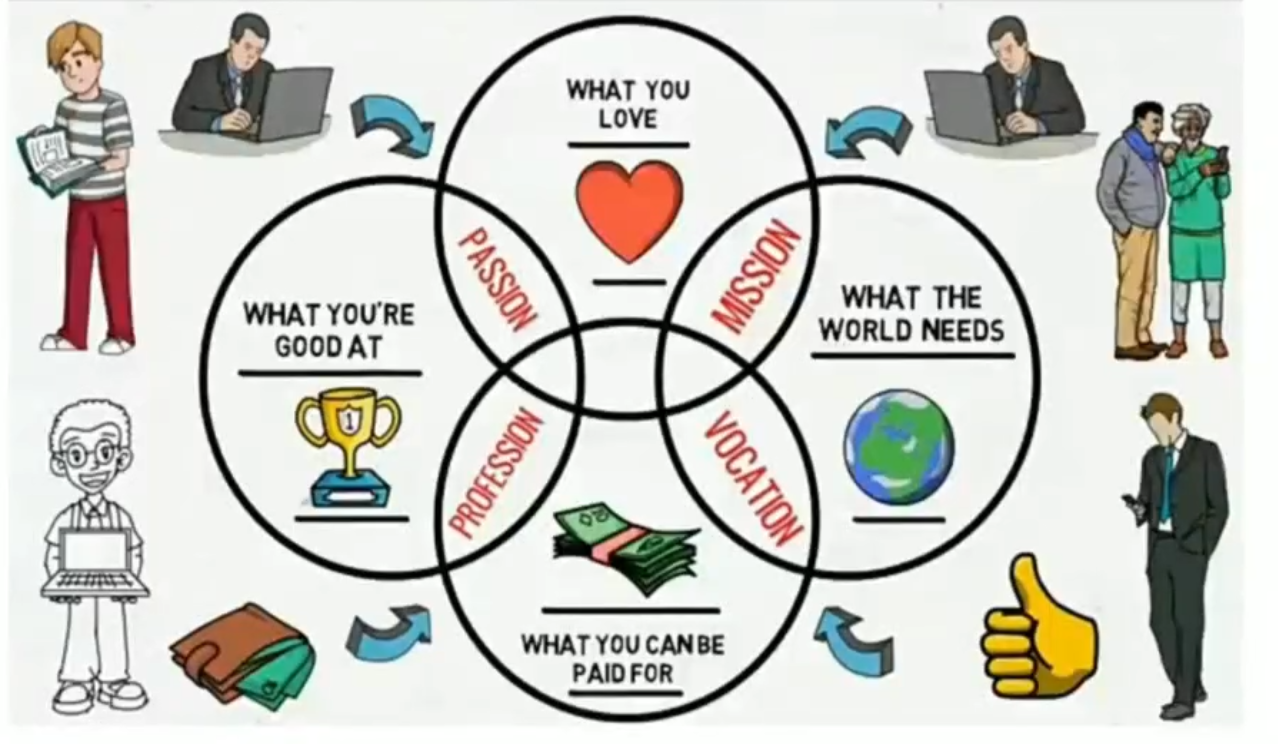 WHAT YOU
LOVE
PASSION
MISSION
WHAT YOU'RE
GOOD AT
1
WHAT THE
WORLD NEEDS
PROFESSION
VOCATION
WHAT YOU CAN BE
PAID FOR